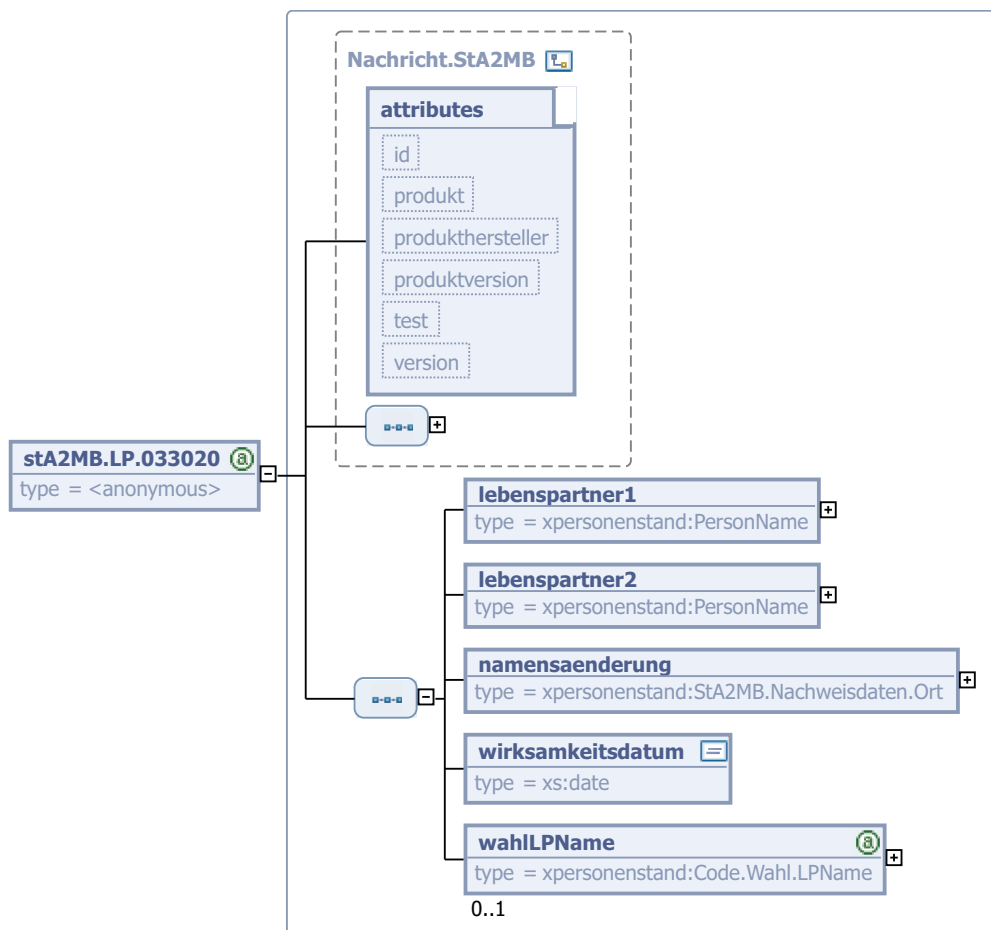 Nachricht.StA2MB
attributes
id
produkt
produkthersteller
produktversion
test
version
stA2MB.LP.033020
type = <anonymous>
lebenspartner1
type = xpersonenstand:PersonName
lebenspartner2
type = xpersonenstand:PersonName
namensaenderung
type = xpersonenstand:StA2MB.Nachweisdaten.Ort
wirksamkeitsdatum
type = xs:date
wahlLPName
type = xpersonenstand:Code.Wahl.LPName
0..1